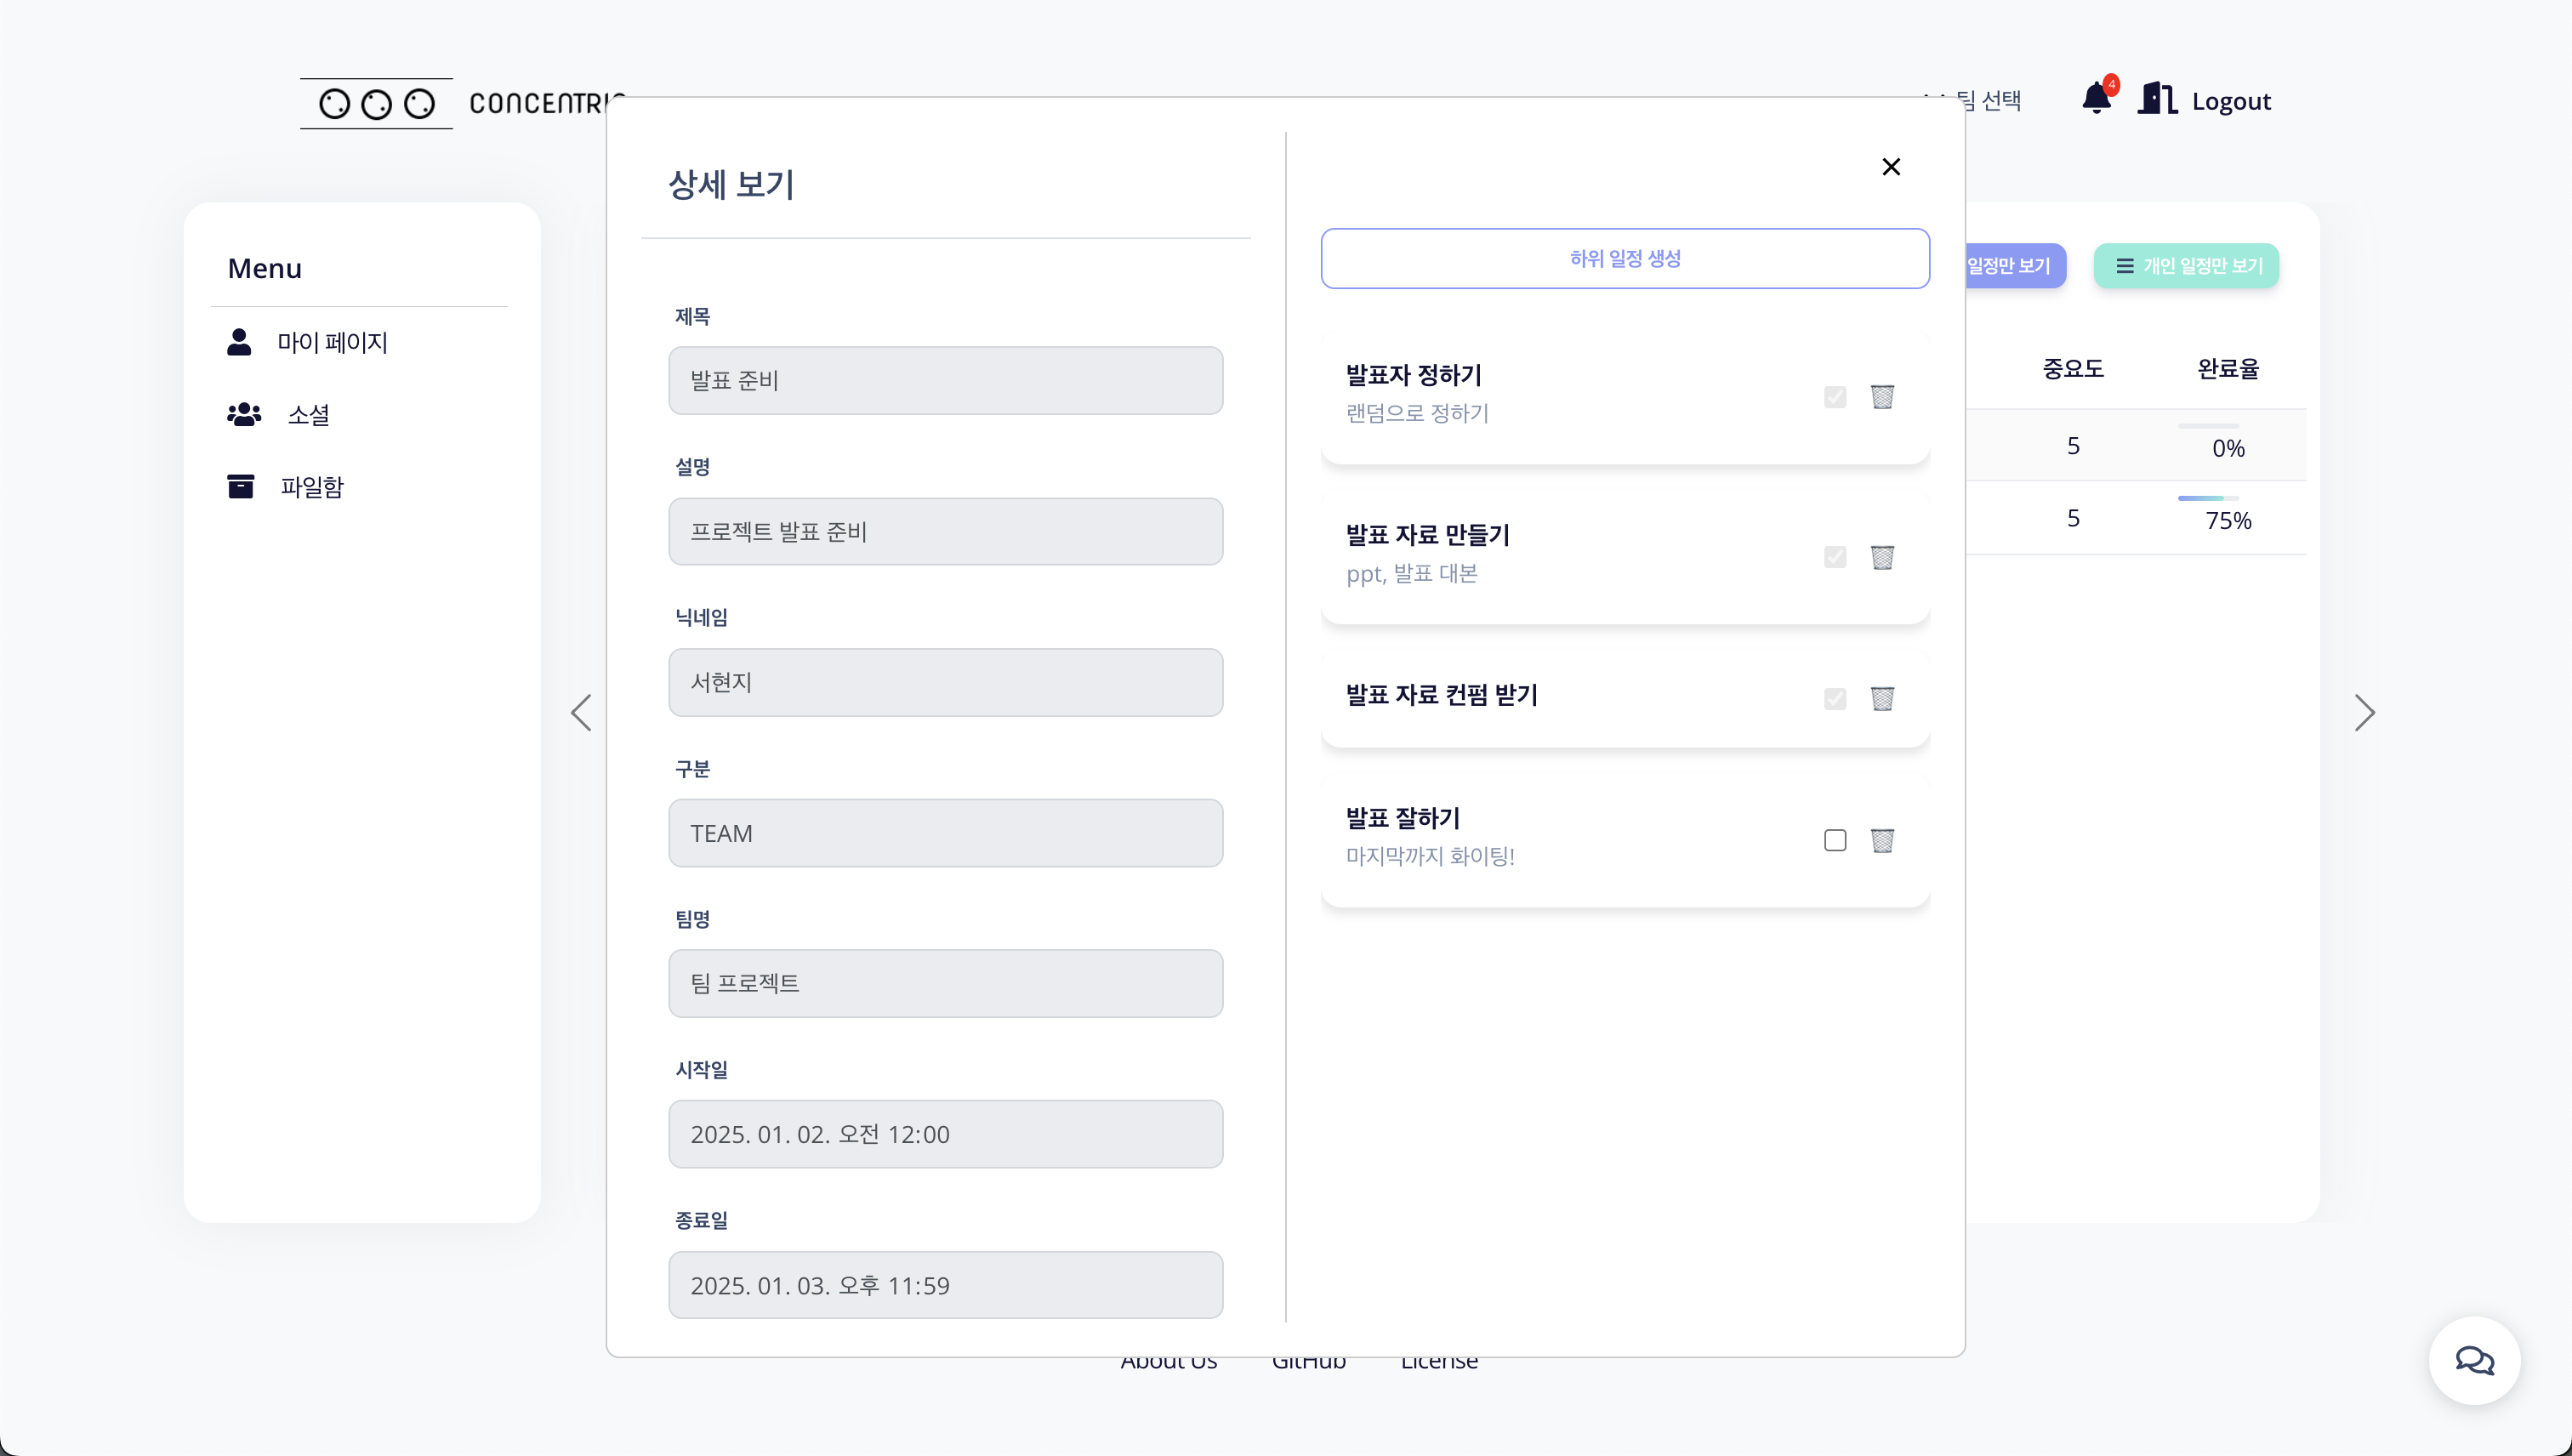 CONCENTRIC
팀 선택
4
Logout
Menu
마이 페이지
소셜
파일함
상세 보기
제목
발표 준비
설명
프로젝트 발표 준비
닉네임
서현지
구분
TEAM
팀명
팀 프로젝트
시작일
2025. 01. 02. 오전 12:00
종료일
2025. 01. 03. 오후 11:59
하위 일정 생성
발표자 정하기
랜덤으로 정하기
발표 자료 만들기
ppt, 발표 대본
발표 자료 컨펌 받기
발표 잘하기
마지막까지 화이팅!
일정만 보기
개인 일정만 보기
중요도 완료율
5 0%
5 75%
About Us GitHub License